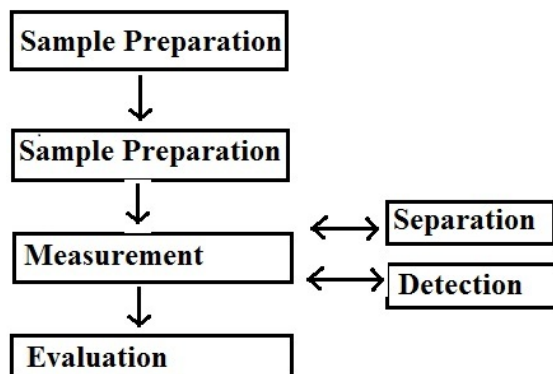 Sample Preparation
Sample Preparation
Measurement
Separation
Detection
Evaluation